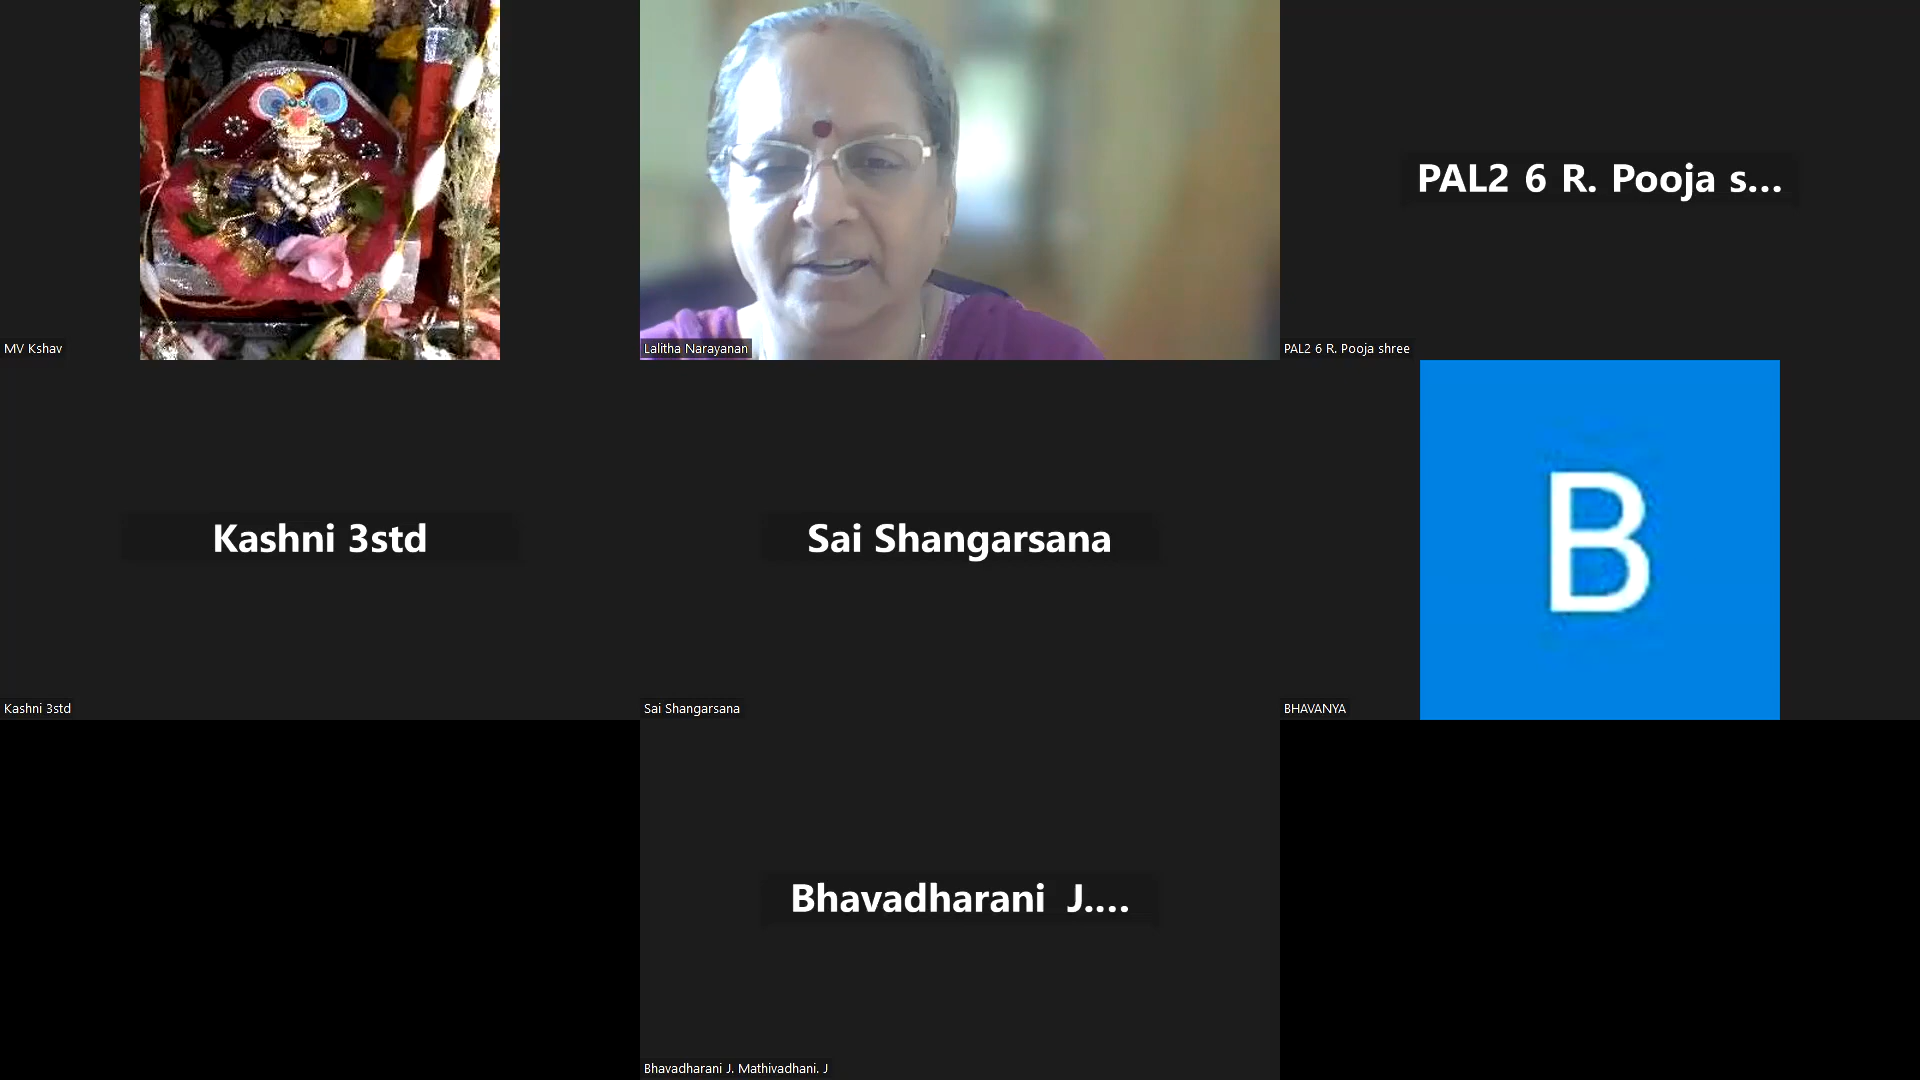 PAL2 6 R. Pooja s...
MV Kshav
Lalitha Narayanan
PAL2 6 R. Pooja shree
Kashni 3std
Sai Shangarsana
B
Kashni 3std
Sai Shangarsana
BHAVANYA
Bhavadharani J....
Bhavadharani J. Mathivadhani. J